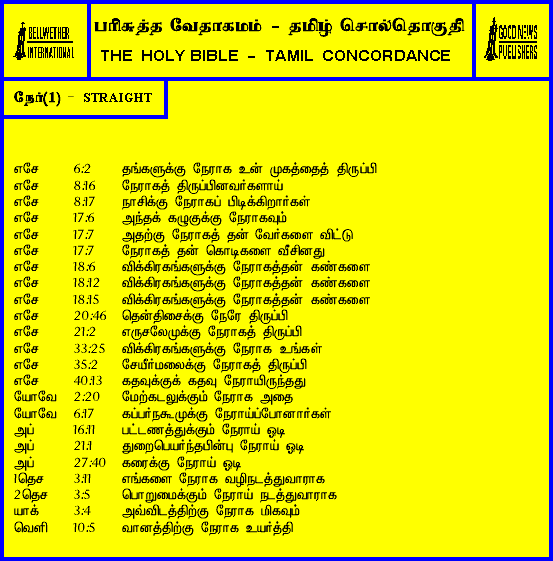 BELLWETHER
INTERNATIONAL
பரிசுத்த வேதாகமம் - தமிழ் சொல்தொகுதி
THE HOLY BIBLE - TAMIL CONCORDANCE
GOOD NEWS
PUBLISHERS
நேர்(1) - STRAIGHT
எசே 6:2 தங்களுக்கு நேராக உன் முகத்தைத் திருப்பி
எசே 8:16 நேராகத் திருப்பினவர்களாய்
எசே 8:17 நாசிக்கு நேராகப் பிடிக்கிறார்கள்
எசே 17:6 அந்தக் கழுகுக்கு நேராகவும்
எசே 17:7 அதற்கு நேராகத் தன் வேர்களை விட்டு
எசே 17:7 நேராகத் தன் கொடிகளை வீசினது
எசே 18:6 விக்கிரகங்களுக்கு நேராகத்தன் கண்களை
எசே 18:12 விக்கிரகங்களுக்கு நேராகத்தன் கண்களை
எசே 18:15 விக்கிரகங்களுக்கு நேராகத்தன் கண்களை
எசே 20:46 தென்திசைக்கு நேரே திருப்பி
எசே 21:2 எருசலேமுக்கு நேராகத் திருப்பி
எசே 33:25 விக்கிரகங்களுக்கு நேராக உங்கள்
எசே 35:2 சேயீர்மலைக்கு நேராகத் திருப்பி
எசே 40:13 கதவுக்குக் கதவு நேராயிருந்தது
யோவே 2:20 மேற்கடலுக்கும் நேராக அதை
யோவே 6:17 கப்பர்நகூமுக்கு நேராய்ப்போனார்கள்
அப் 16:11 பட்டணத்துக்கும் நேராய் ஓடி
அப் 21:1 துறைபெயர்ந்தபின்பு நேராய் ஓடி
அப் 27:40 கரைக்கு நேராய் ஓடி
1தெச 3:11 எங்களை நேராக வழிநடத்துவாராக
2தெச 3:5 பொறுமைக்கும் நேராய் நடத்துவாராக
யாக் 3:4 அவ்விடத்திற்கு நேராக மிகவும்
வெளி 10:5 வானத்திற்கு நேராக உயர்த்தி